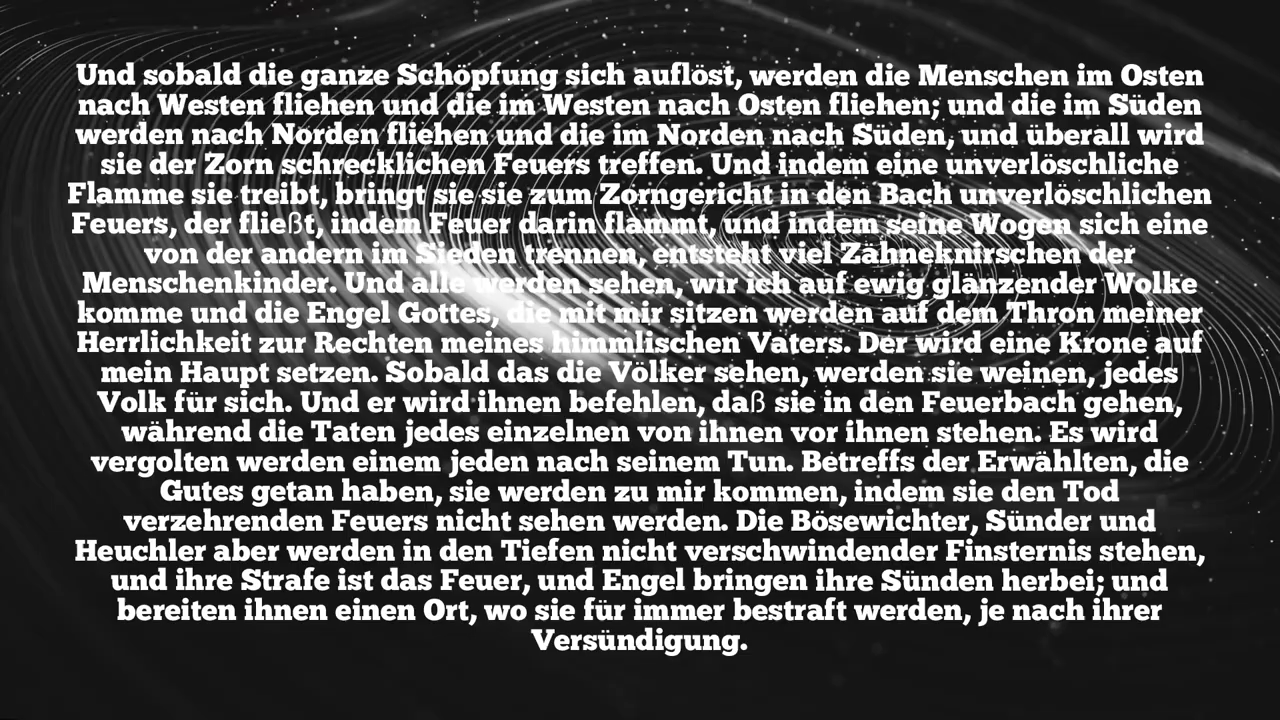 Und sobald die ganze Schöpfung sich auflöst, werden die Menschen im Osten
nach Westen fliehen und die im Westen nach Osten fliehen; und die im Süden
werden nach Norden fliehen und die im Norden nach Süden, und überall wird
sie der Zorn schrecklichen Feuers treffen. Und indem eine unverlöschliche
Flamme sie treibt, bringt sie sie zum Zorngericht in den Bach unverlöschlichen
Feuers, der fließt, indem Feuer darin flammt, und indem seine Wogen sich eine
von der andern im Sieden trennen, entsteht viel Zähneknirschen der
Menschenkinder. Und alle werden sehen, wir ich auf ewig glänzender Wolke
komme und die Engel Gottes, die mit mir sitzen werden auf dem Thron meiner
Herrlichkeit zur Rechten meines himmlischen Vaters. Der wird eine Krone auf
mein Haupt setzen. Sobald das die Völker sehen, werden sie weinen, jedes
Volk für sich. Und er wird ihnen befehlen, daß sie in den Feuerbach gehen,
während die Taten jedes einzelnen von ihnen vor ihnen stehen. Es wird
vergolten werden einem jeden nach seinem Tun. Betreffs der Erwählten, die
Gutes getan haben, sie werden zu mir kommen, indem sie den Tod
verzehrenden Feuers nicht sehen werden. Die Bösewichter, Sünder und
Heuchler aber werden in den Tiefen nicht verschwindender Finsternis stehen,
und ihre Strafe ist das Feuer, und Engel bringen ihre Sünden herbei; und
bereiten ihnen einen Ort, wo sie für immer bestraft werden, je nach ihrer
Versündigung.